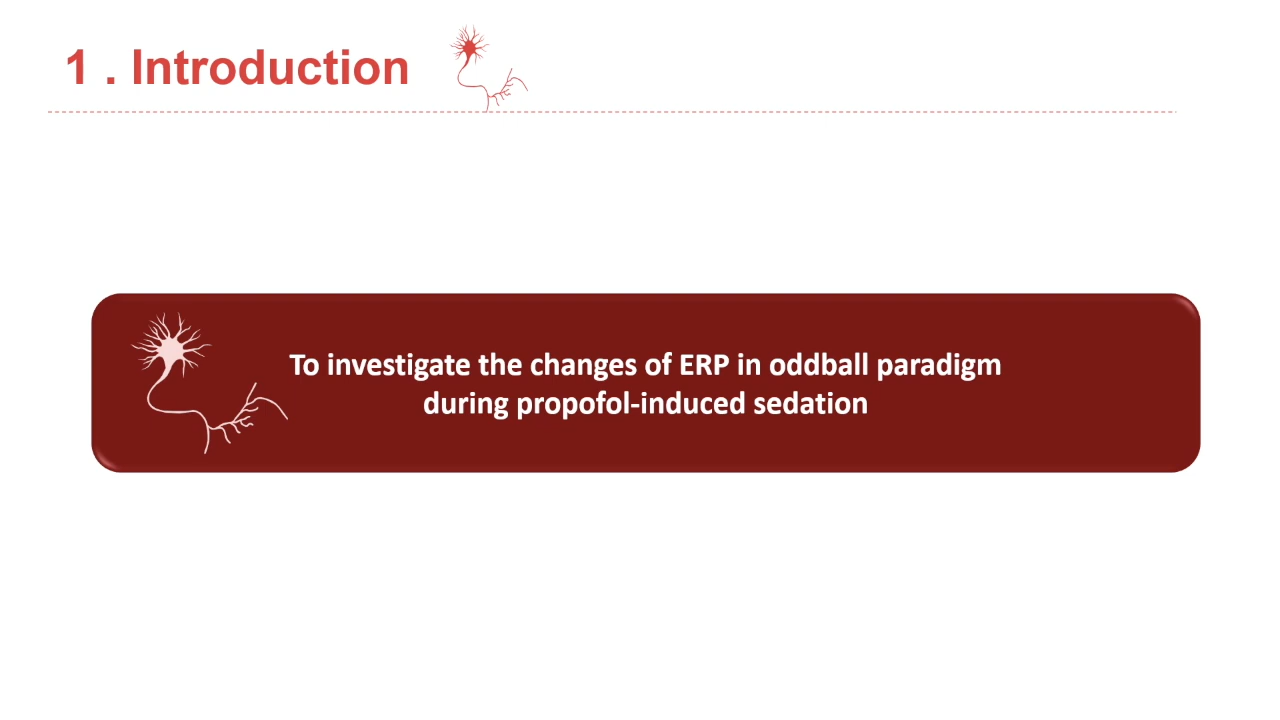 1 . Introduction
To investigate the changes of ERP in oddball paradigm
during propofol-induced sedation